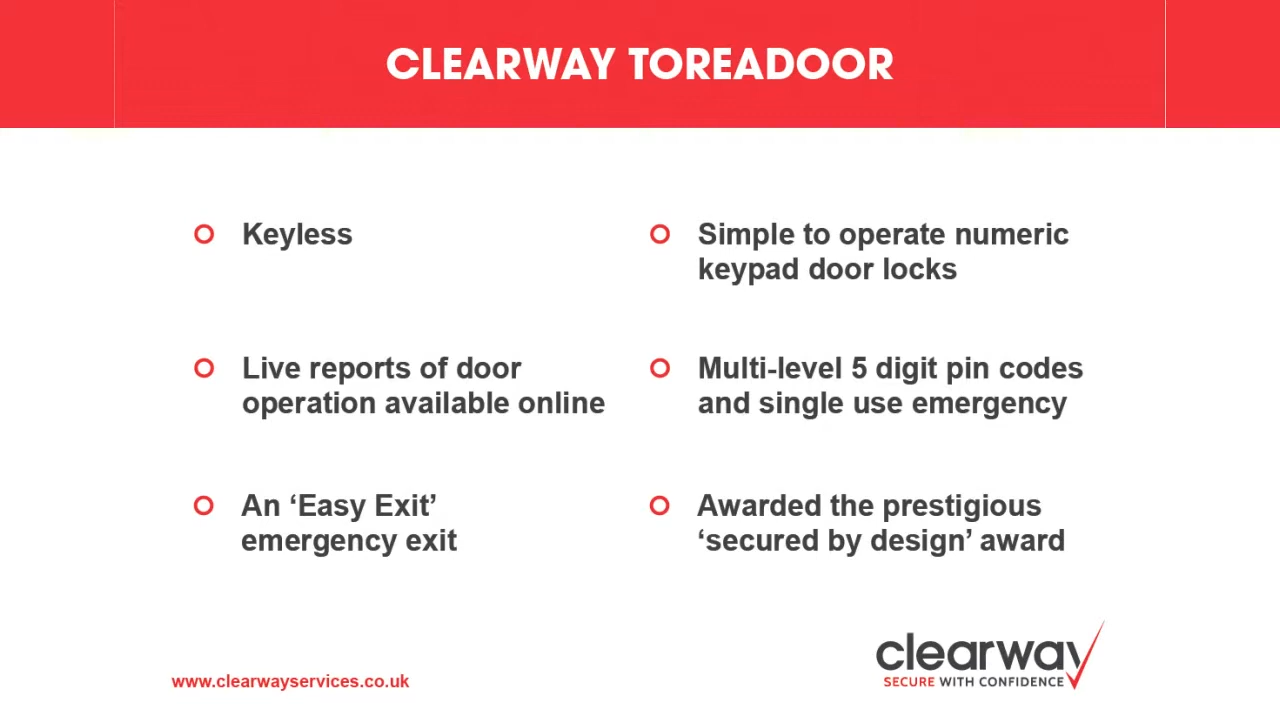 CLEARWAY TOREADOOR
Keyless
Simple to operate numeric
keypad door locks
Live reports of door
operation available online
Multi-level 5 digit pin codes
and single use emergency
An ‘Easy Exit’
emergency exit
Awarded the prestigious
‘secured by design’ award
www.clearwayservices.co.uk
clearway
SECURE WITH CONFIDENCE